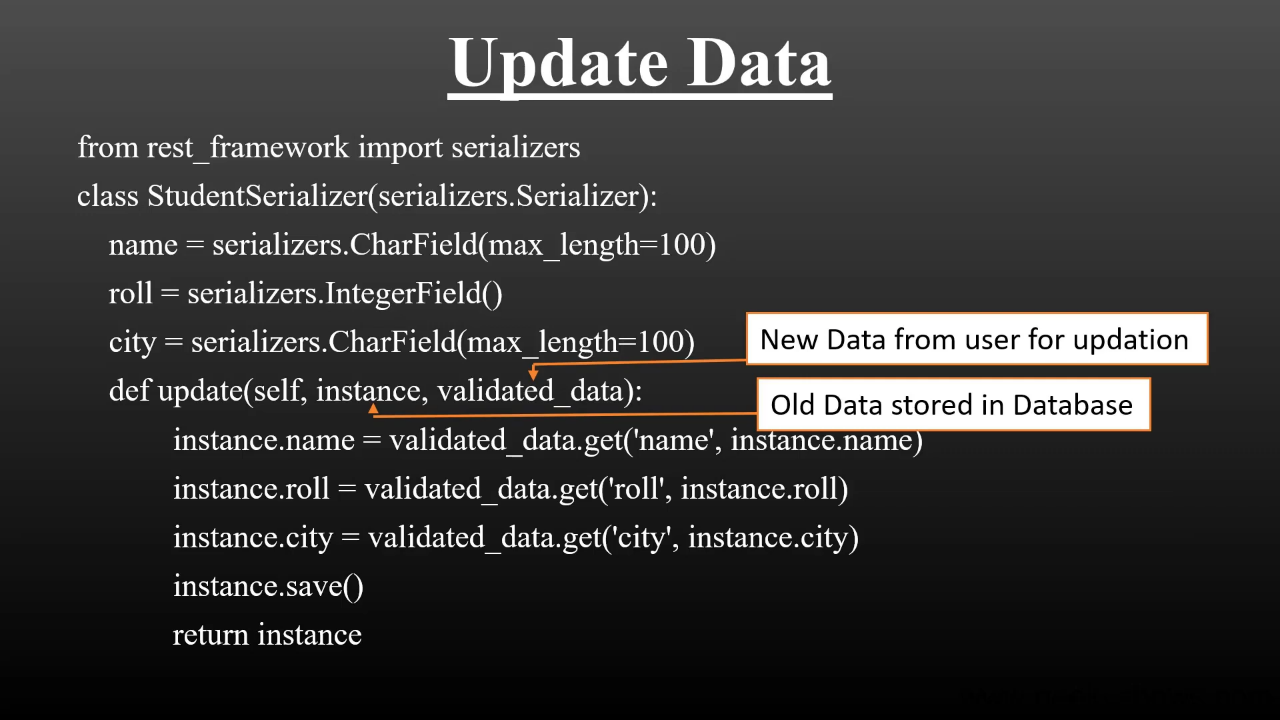 Update Data
from rest_framework import serializers
class StudentSerializer(serializers.Serializer):
name = serializers.CharField(max_length=100)
roll = serializers.IntegerField()
city = serializers.CharField(max_length=100)
New Data from user for updation
def update(self, instance, validated_data):
Old Data stored in Database
instance.name = validated_data.get('name', instance.name)
instance.roll = validated_data.get('roll', instance.roll)
instance.city = validated_data.get('city', instance.city)
instance.save()
return instance